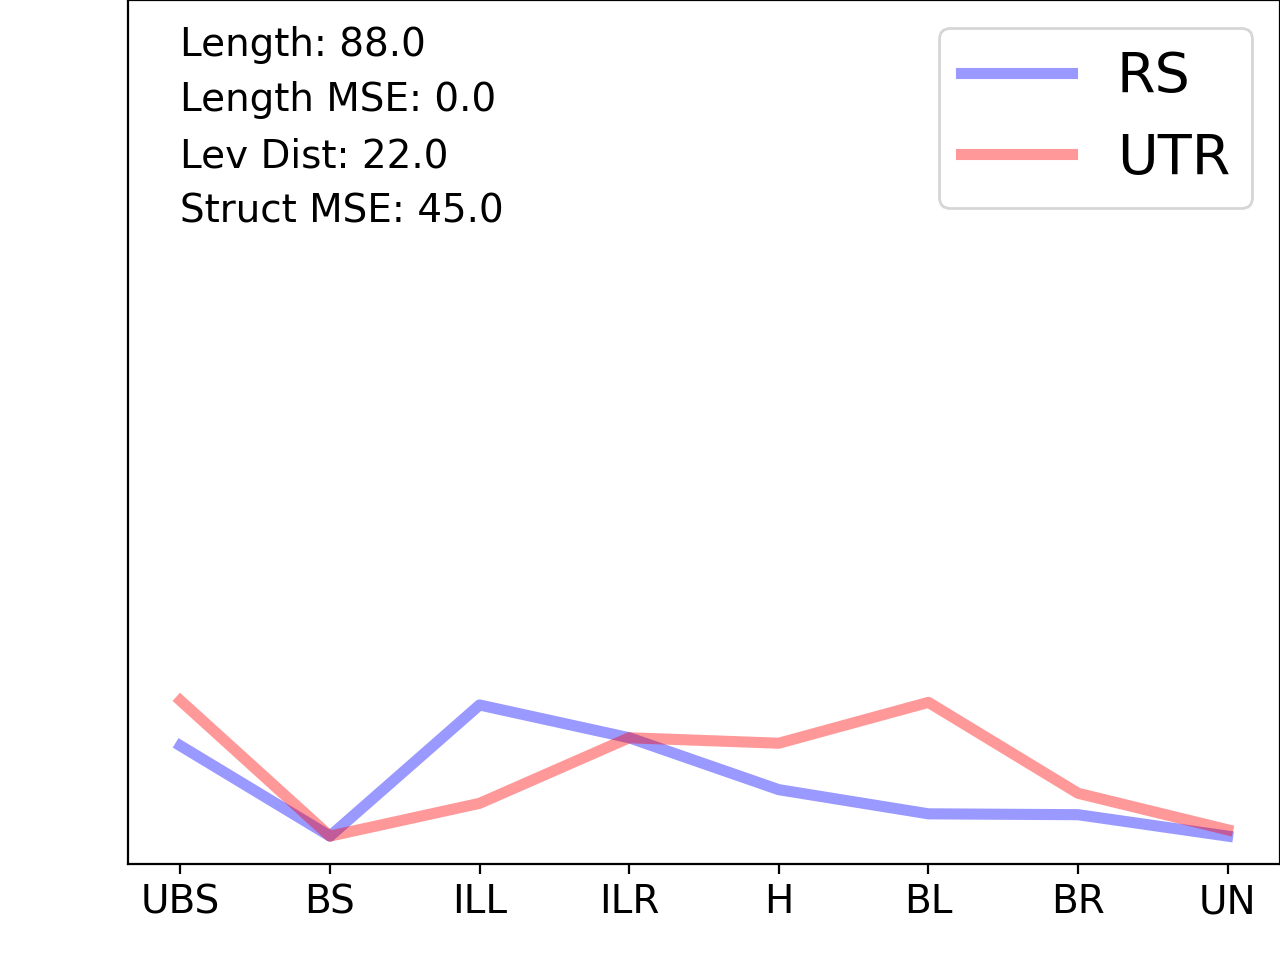 Length: 88.0
Length MSE: 0.0
Lev Dist: 22.0
Struct MSE: 45.0
RS
UTR
UBS BS ILL ILR H BL BR UN